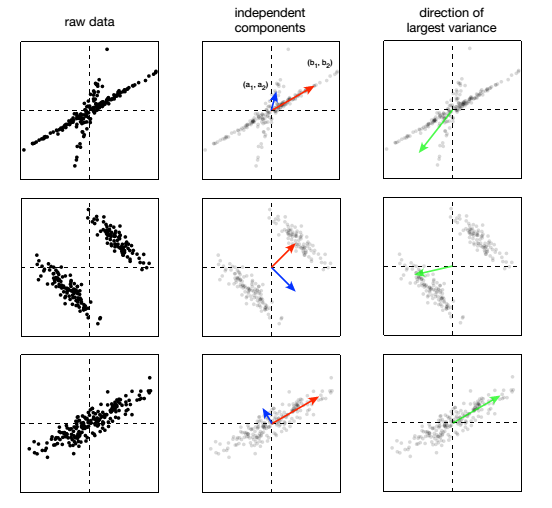 raw data
independent
components
direction of
largest variance
(b₁, b₂)
(a₁, a₂)